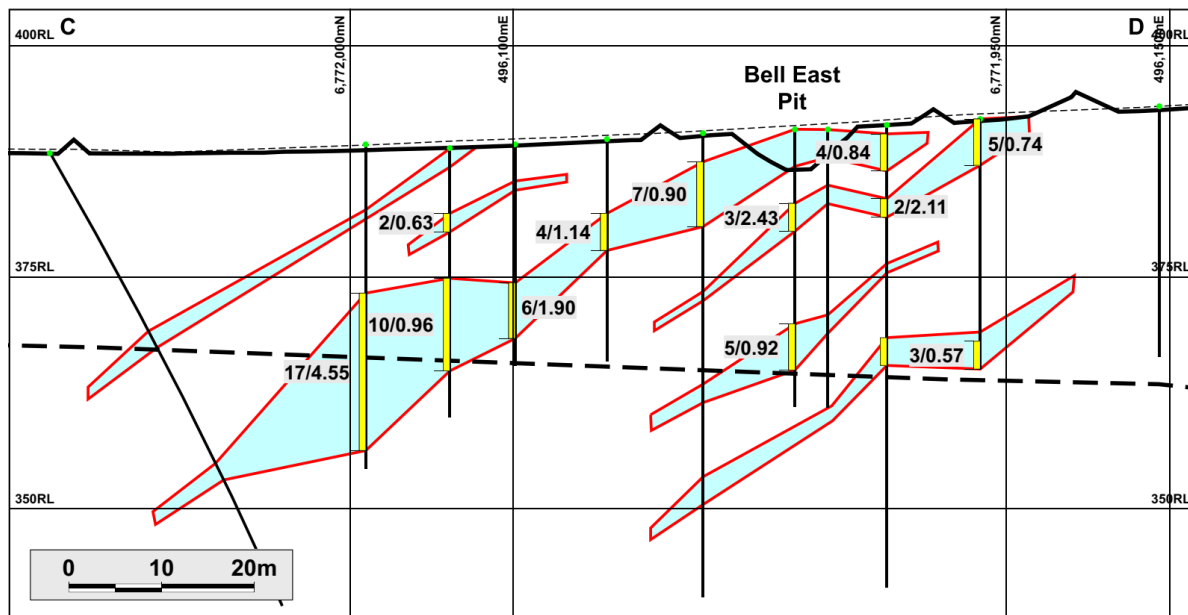 C
D
6,772,000mN
496,100mE
6,771,950mN
496,150mE
400RL
400RL
Bell East
Pit
4/0.84
5/0.74
7/0.90
2/0.63
4/1.14
3/2.43
2/2.11
375RL
375RL
10/0.96
6/1.90
5/0.92
3/0.57
17/4.55
350RL
350RL
0 10 20m